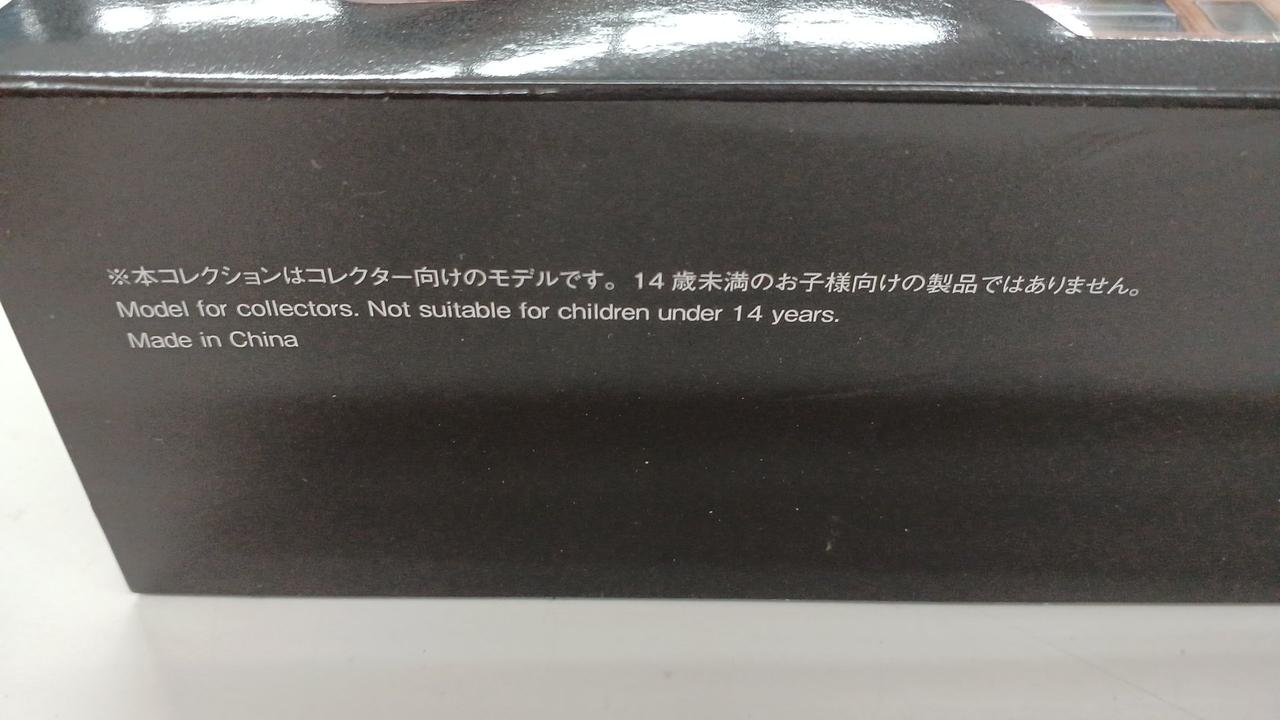 ※本コレクションはコレクター向けのモデルです。14歳未満のお子様向けの製品ではありません。
Model for collectors. Not suitable for children under 14 years.
Made in China